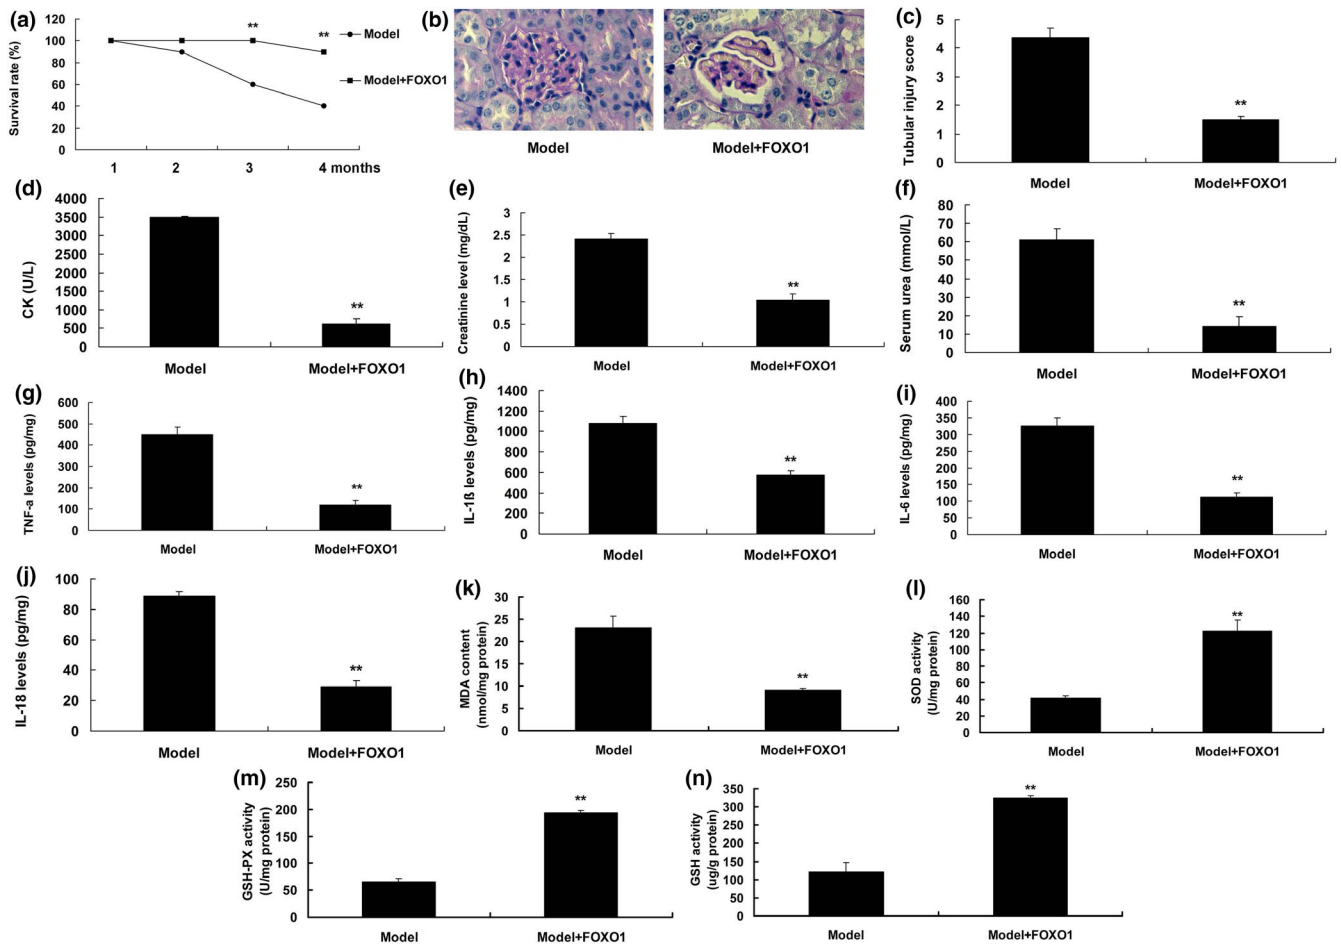 (a)
Survival rate (%)
120
100
80
60
40
20
0
1 2 3 4 months
**
**
Model
Model+FOXO1
(b)
Model Model+FOXO1
(c)
Tubular injury score
5
4
3
2
1
0
**
Model Model+FOXO1
(d)
CK (U/L)
4000
3500
3000
2500
2000
1500
1000
500
0
**
Model Model+FOXO1
(e)
Creatinine level (mg/dL)
3
2.5
2
1.5
1
0.5
0
**
Model Model+FOXO1
(f)
Serum urea (mmol/L)
80
70
60
50
40
30
20
10
0
**
Model Model+FOXO1
(g)
TNF-a levels (pg/mg)
600
500
400
300
200
100
0
**
Model Model+FOXO1
(h)
IL-1ß levels (pg/mg)
1400
1200
1000
800
600
400
200
0
**
Model Model+FOXO1
(i)
IL-6 levels (pg/mg)
400
350
300
250
200
150
100
50
0
**
Model Model+FOXO1
(j)
IL-18 levels (pg/mg)
100
80
60
40
20
0
**
Model Model+FOXO1
(k)
MDA content
(nmol/mg protein)
30
25
20
15
10
5
0
**
Model Model+FOXO1
(l)
SOD activity
(U/mg protein)
160
140
120
100
80
60
40
20
0
**
Model Model+FOXO1
(m)
GSH-PX activity
(U/mg protein)
250
200
150
100
50
0
**
Model Model+FOXO1
(n)
GSH activity
(ug/g protein)
350
300
250
200
150
100
50
0
**
Model Model+FOXO1